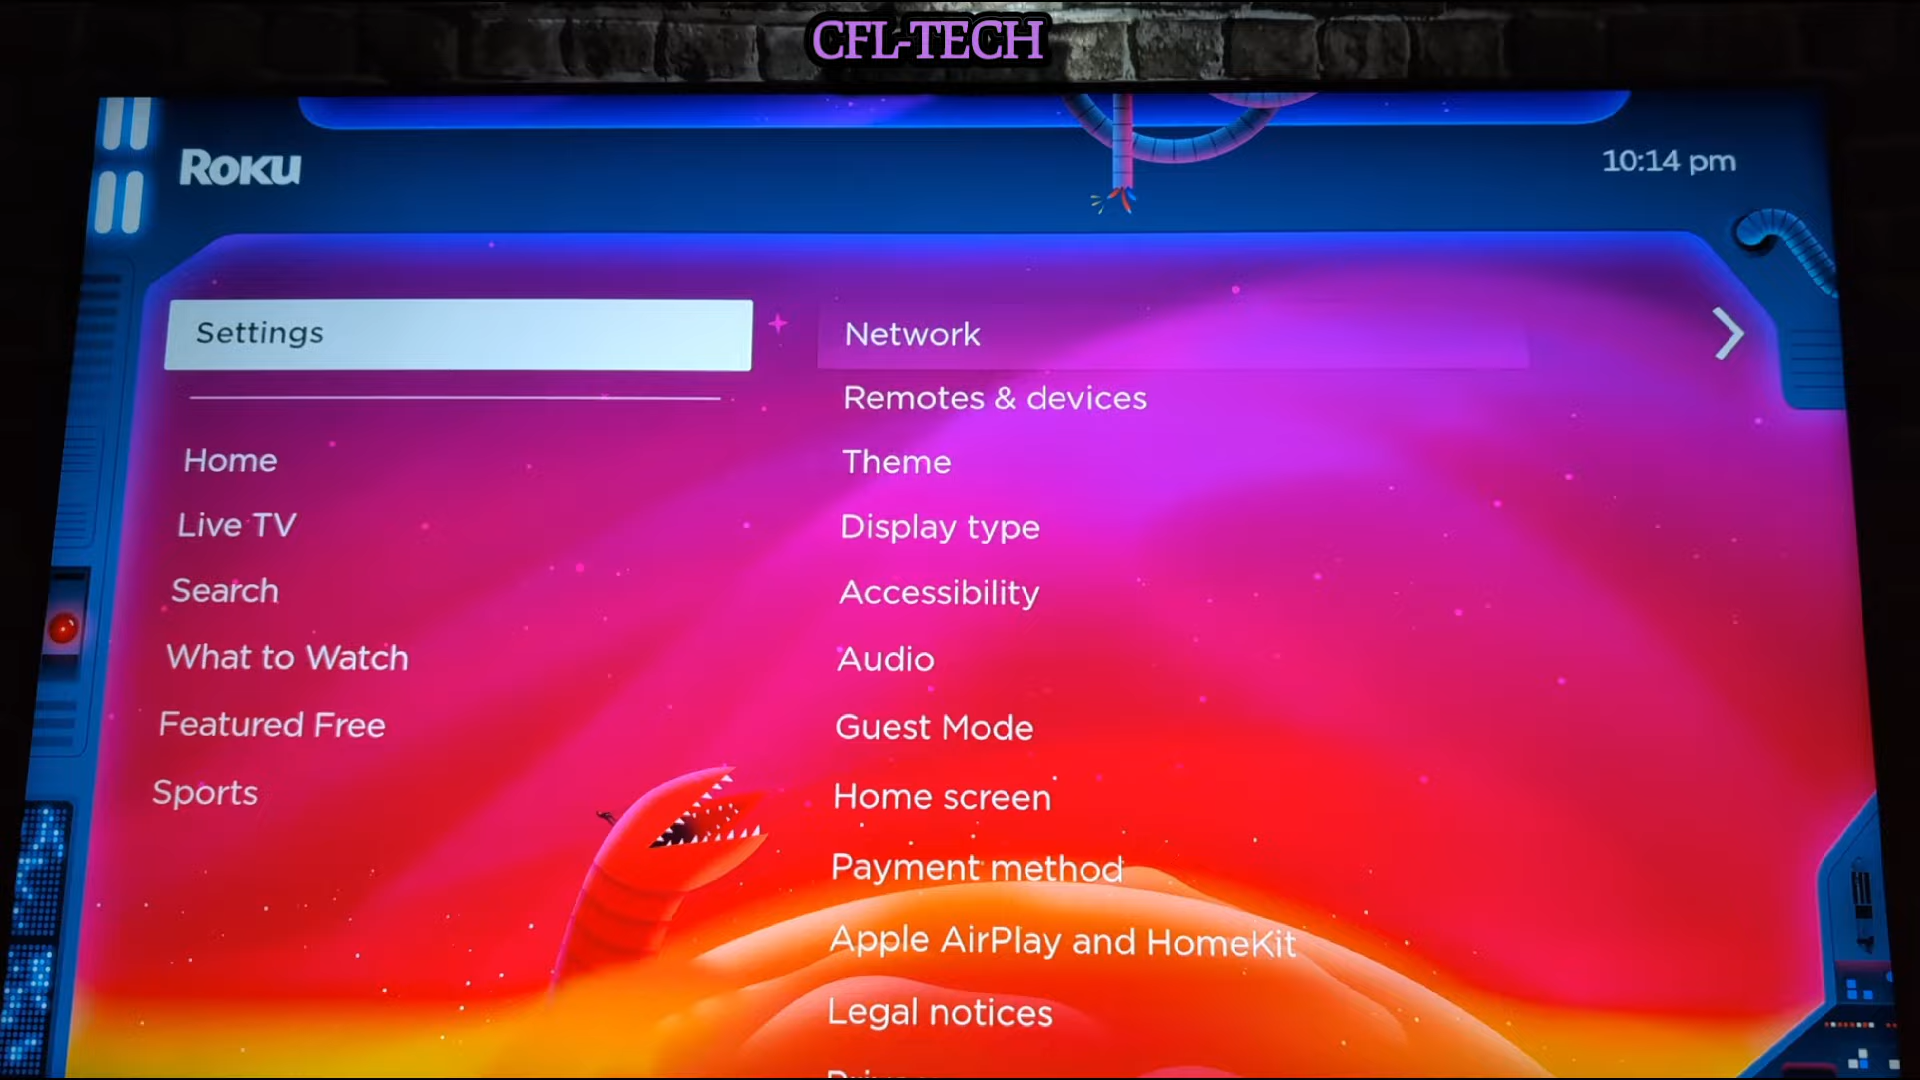 CFL-TECH
ROKU
10:14 pm
Settings
Home
Live TV
Search
What to Watch
Featured Free
Sports
Network
Remotes & devices
Theme
Display type
Accessibility
Audio
Guest Mode
Home screen
Payment method
Apple AirPlay and HomeKit
Legal notices